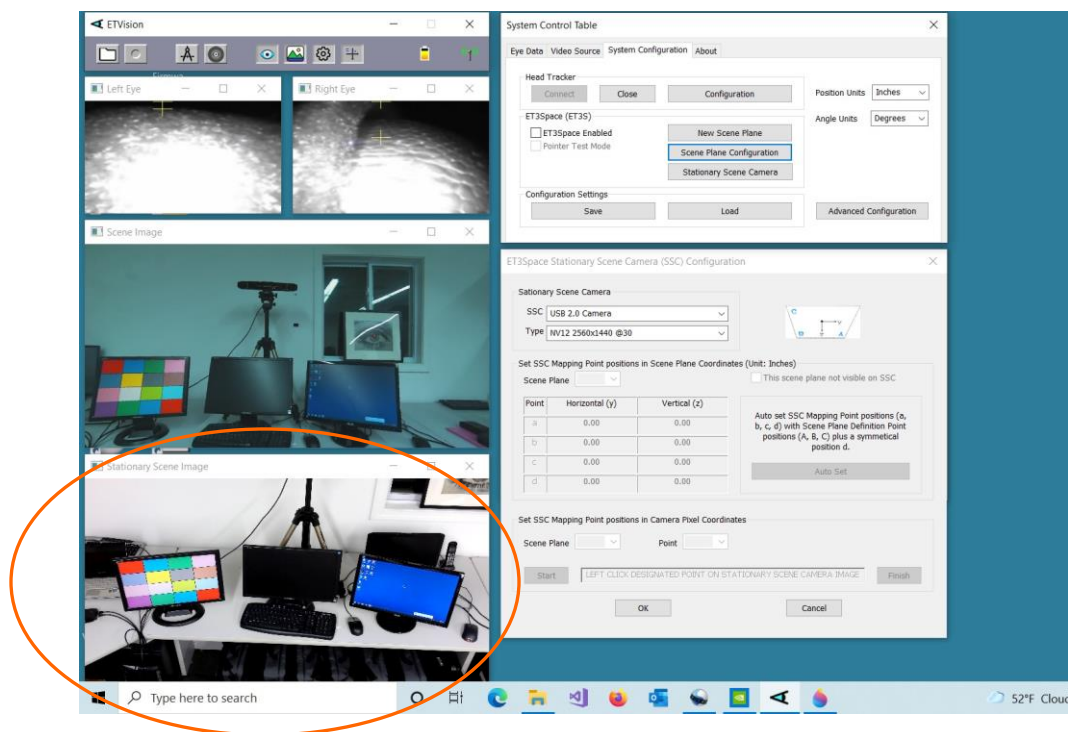 ETVision
Left Eye
Right Eye
Scene Image
Stationary Scene Image
System Control Table
Eye Data Video Source System Configuration About
Head Tracker
Connect Close Configuration
Position Units Inches
Angle Units Degrees
ET3Space (ET3S)
ET3Space Enabled New Scene Plane
Pointer Test Mode Scene Plane Configuration
Stationary Scene Camera
Configuration Settings
Save Load Advanced Configuration
ET3Space Stationary Scene Camera (SSC) Configuration
Sationary Scene Camera
SSC USB 2.0 Camera
Type NV12 2560x1440 @30
C
B A
y
Set SSC Mapping Point positions in Scene Plane Coordinates (Unit: Inches)
Scene Plane This scene plane not visible on SSC
Point Horizontal (y) Vertical (z)
a 0.00 0.00
b 0.00 0.00
c 0.00 0.00
d 0.00 0.00
Auto set SSC Mapping Point positions (a,
b, c, d) with Scene Plane Definition Point
positions (A, B, C) plus a symmetical
position d.
Auto Set
Set SSC Mapping Point positions in Camera Pixel Coordinates
Scene Plane Point
Start LEFT CLICK DESIGNATED POINT ON STATIONARY SCENE CAMERA IMAGE Finish
OK Cancel
Type here to search
52°F Cloud